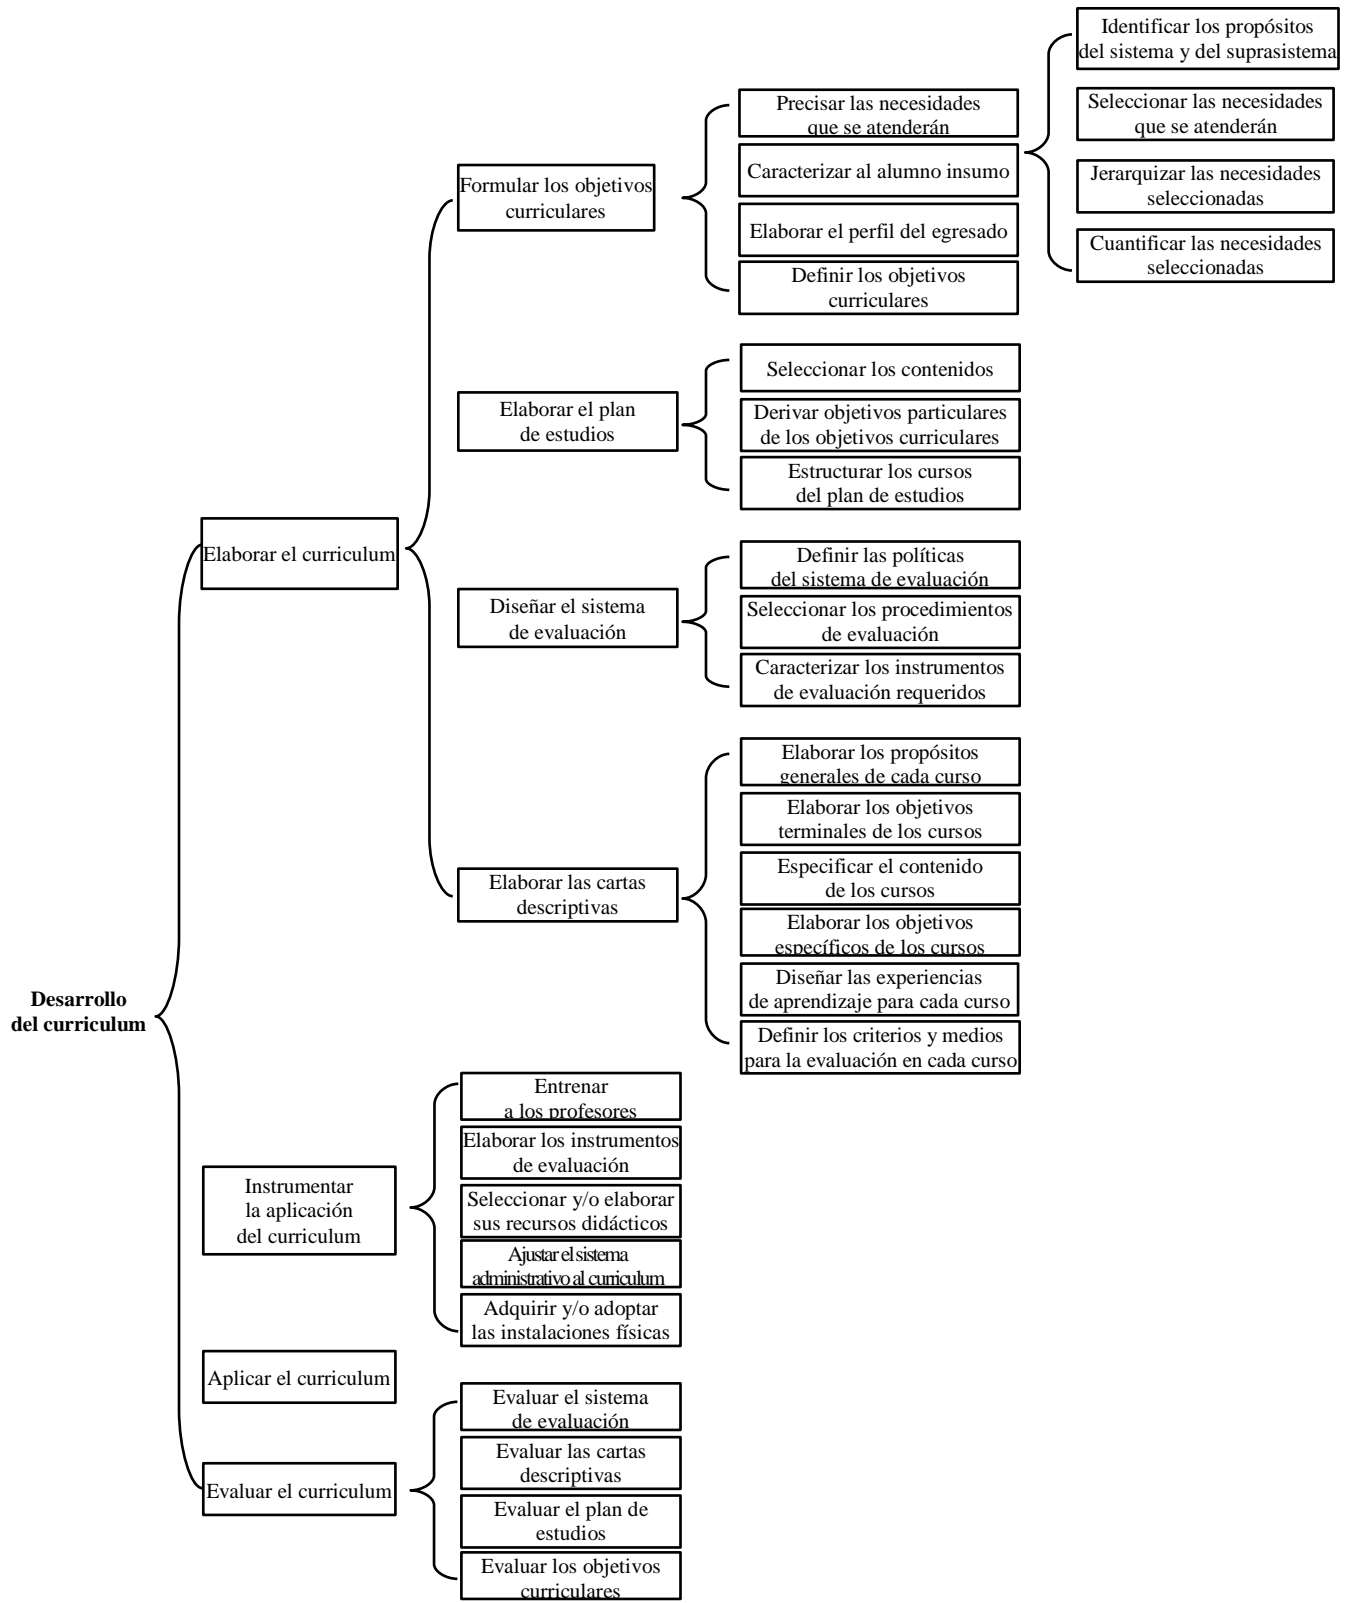 Desarrollo
del curriculum
Elaborar el curriculum
Formular los objetivos
curriculares
Precisar las necesidades
que se atenderán
Identificar los propósitos
del sistema y del suprasistema
Seleccionar las necesidades
que se atenderán
Jerarquizar las necesidades
seleccionadas
Cuantificar las necesidades
seleccionadas
Caracterizar al alumno insumo
Elaborar el perfil del egresado
Definir los objetivos
curriculares
Elaborar el plan
de estudios
Seleccionar los contenidos
Derivar objetivos particulares
de los objetivos curriculares
Estructurar los cursos
del plan de estudios
Diseñar el sistema
de evaluación
Definir las políticas
del sistema de evaluación
Seleccionar los procedimientos
de evaluación
Caracterizar los instrumentos
de evaluación requeridos
Elaborar las cartas
descriptivas
Elaborar los propósitos
generales de cada curso
Elaborar los objetivos
terminales de los cursos
Especificar el contenido
de los cursos
Elaborar los objetivos
específicos de los cursos
Diseñar las experiencias
de aprendizaje para cada curso
Definir los criterios y medios
para la evaluación en cada curso
Instrumentar
la aplicación
del curriculum
Entrenar
a los profesores
Elaborar los instrumentos
de evaluación
Seleccionar y/o elaborar
sus recursos didácticos
Ajustar el sistema
administrativo al curriculum
Adquirir y/o adoptar
las instalaciones físicas
Aplicar el curriculum
Evaluar el curriculum
Evaluar el sistema
de evaluación
Evaluar las cartas
descriptivas
Evaluar el plan de
estudios
Evaluar los objetivos
curriculares